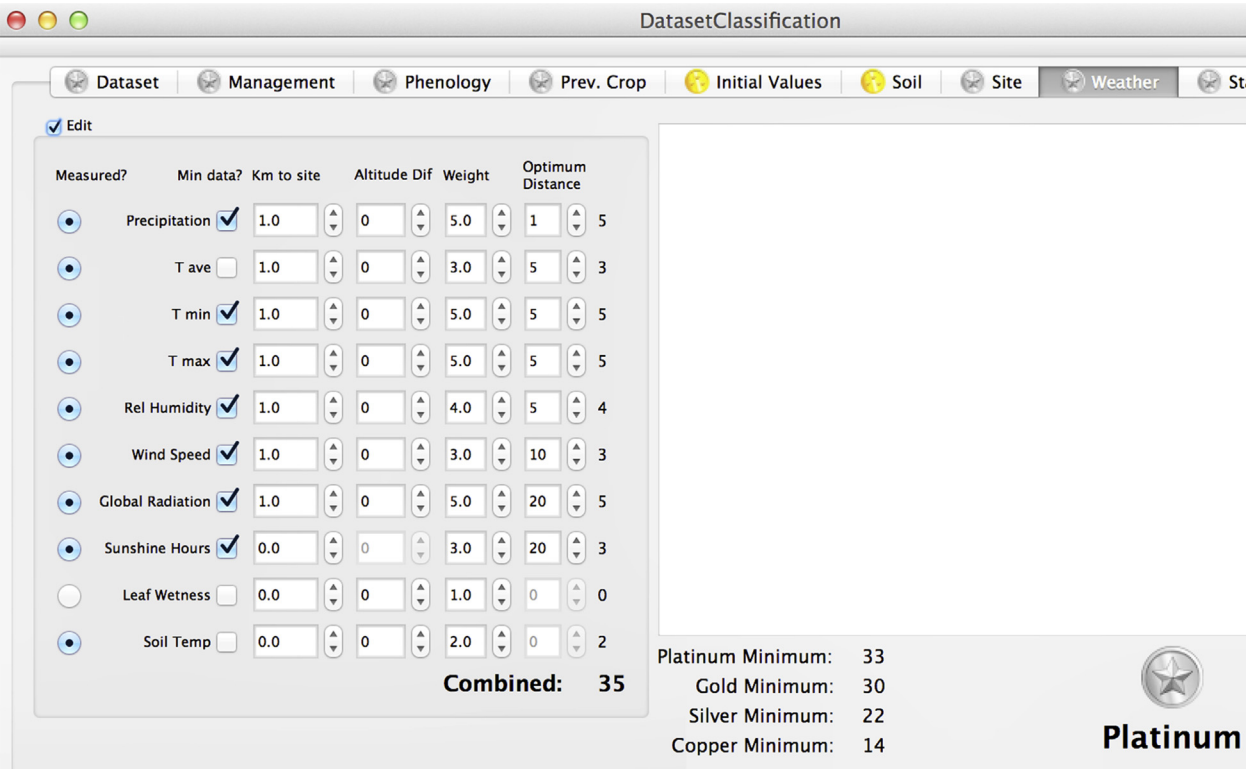 DatasetClassification
Dataset Management Phenology Prev. Crop Initial Values Soil Site Weather St
Edit
Measured? Min data? Km to site Altitude Dif Weight Optimum
Distance
Precipitation 1.0 0 5.0 1 5
T ave 1.0 0 3.0 5 3
T min 1.0 0 5.0 5 5
T max 1.0 0 5.0 5 5
Rel Humidity 1.0 0 4.0 5 4
Wind Speed 1.0 0 3.0 10 3
Global Radiation 1.0 0 5.0 20 5
Sunshine Hours 0.0 0 3.0 20 3
Leaf Wetness 0.0 0 1.0 0 0
Soil Temp 0.0 0 2.0 0 2
Combined: 35
Platinum Minimum: 33
Gold Minimum: 30
Silver Minimum: 22
Copper Minimum: 14
Platinum